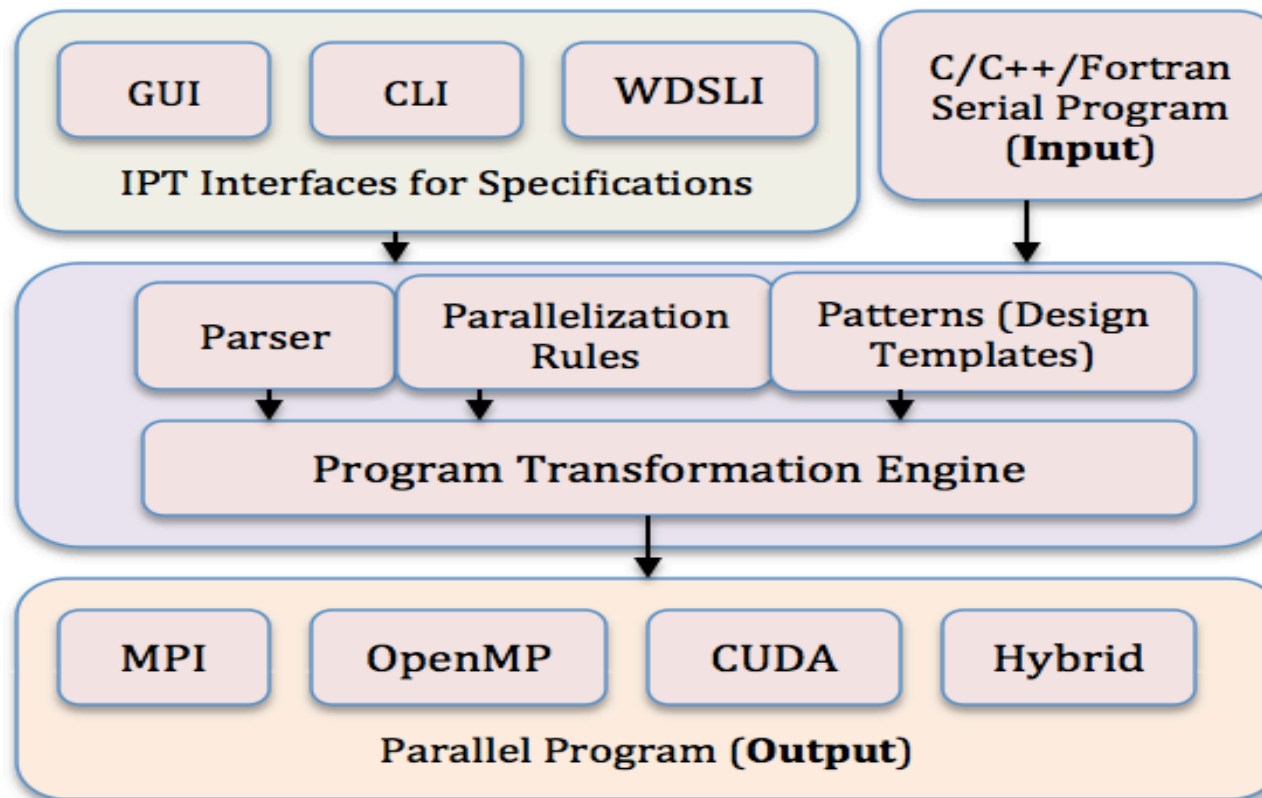 GUI
CLI
WDSLI
IPT Interfaces for Specifications
C/C++/Fortran
Serial Program
(Input)
Parser
Parallelization
Rules
Patterns (Design
Templates)
Program Transformation Engine
MPI
OpenMP
CUDA
Hybrid
Parallel Program (Output)